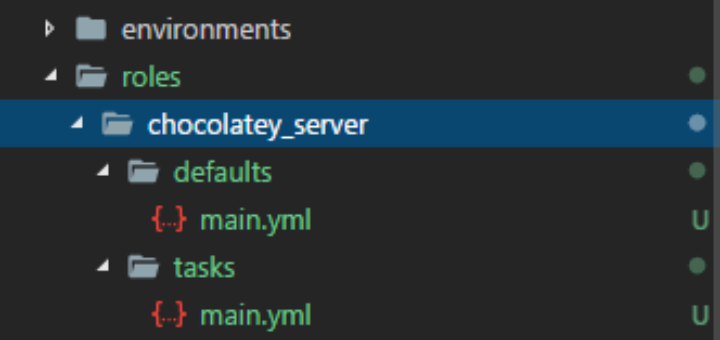 environments
roles
chocolatey_server
defaults
{...} main.yml U
tasks
{...} main.yml U